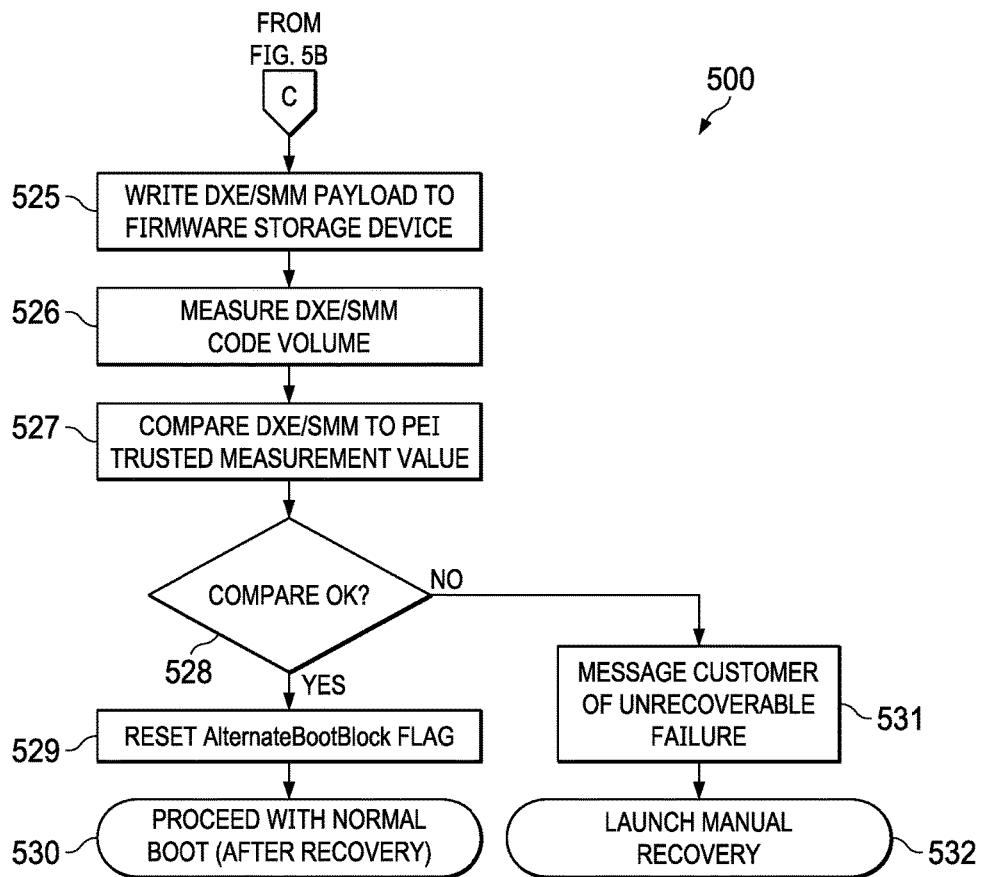 FROM
FIG. 5B
C
500
525
WRITE DXE/SMM PAYLOAD TO
FIRMWARE STORAGE DEVICE
526
MEASURE DXE/SMM
CODE VOLUME
527
COMPARE DXE/SMM TO PEI
TRUSTED MEASUREMENT VALUE
COMPARE OK?
NO
528
YES
529
RESET AlternateBootBlock FLAG
MESSAGE CUSTOMER
OF UNRECOVERABLE
FAILURE
531
530
PROCEED WITH NORMAL
BOOT (AFTER RECOVERY)
LAUNCH MANUAL
RECOVERY
532